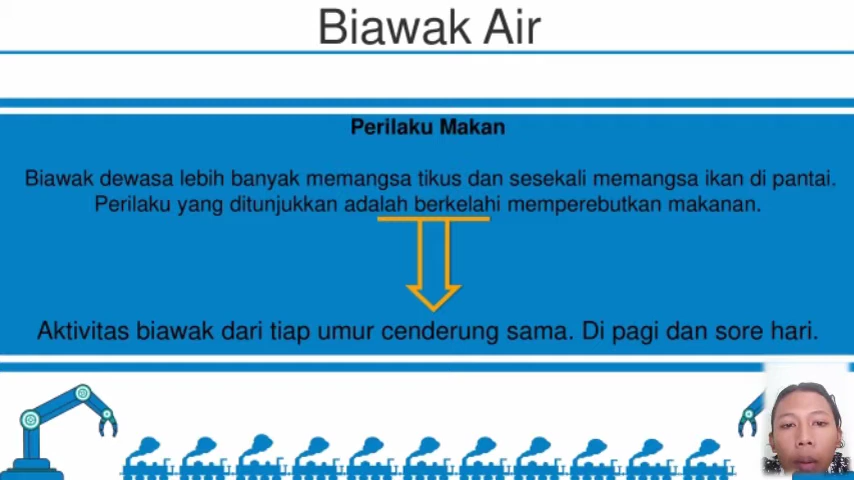 Biawak Air
Perilaku Makan
Biawak dewasa lebih banyak memangsa tikus dan sesekali memangsa ikan di pantai.
Perilaku yang ditunjukkan adalah berkelahi memperebutkan makanan.
Aktivitas biawak dari tiap umur cenderung sama. Di pagi dan sore hari.